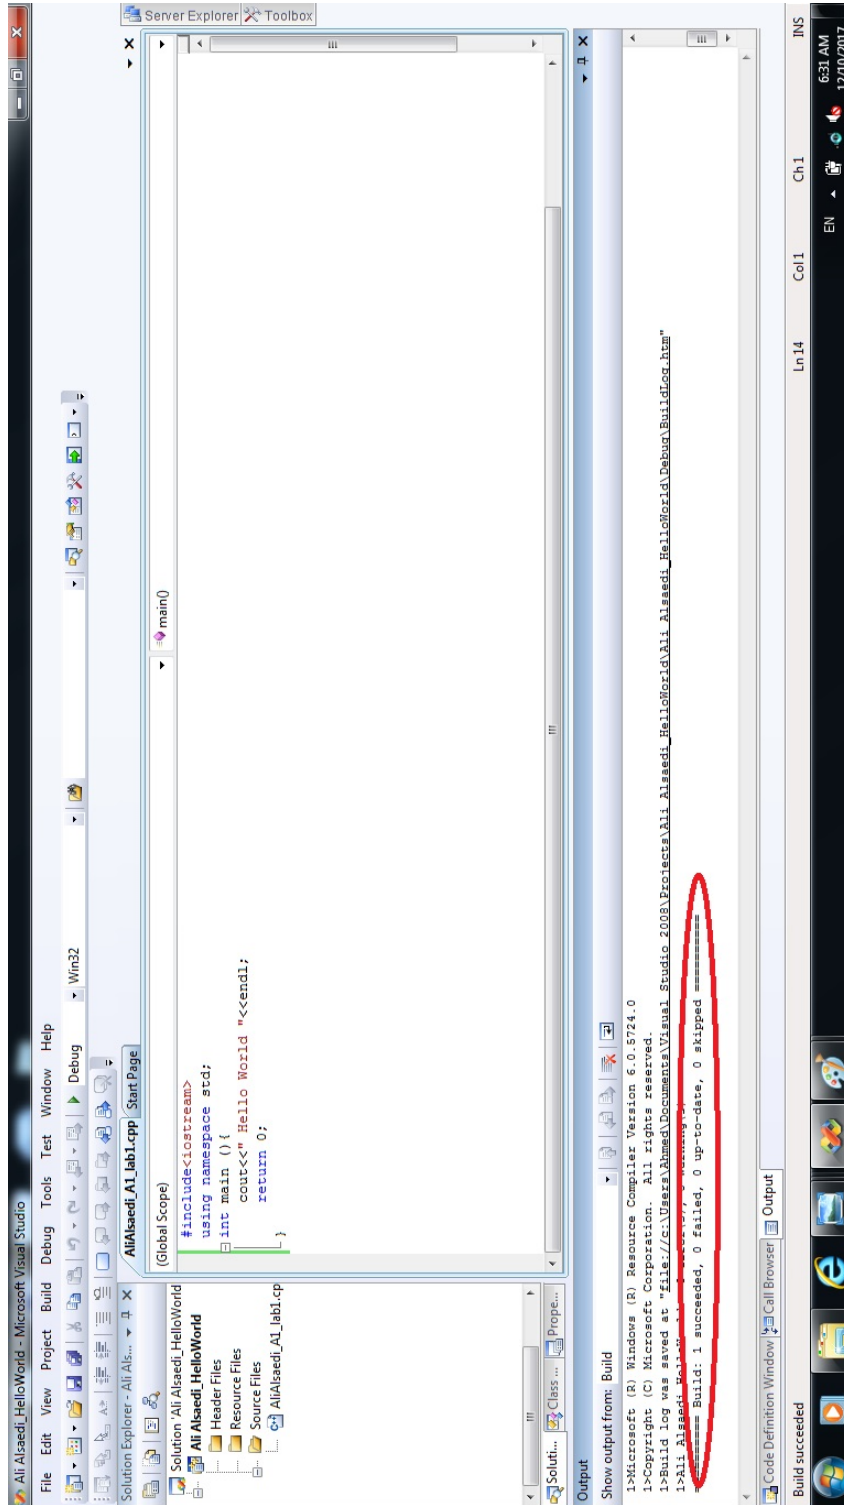 Ali Alsaedi_HelloWorld - Microsoft Visual Studio
File Edit View Project Build Debug Tools Test Window Help
Debug Win32
Solution Explorer - Ali Als...
Solution 'Ali Alsaedi_HelloWorld
Ali Alsaedi_HelloWorld
Header Files
Resource Files
Source Files
AliAlsaedi_A1_lab1.cp
Soluti... Class ... Prope...
AliAlsaedi_A1_lab1.cpp Start Page
(Global Scope) main()
#include<iostream>
using namespace std;
int main (){
cout<<" Hello World "<<endl;
return 0;
}
Server Explorer Toolbox
Output
Show output from: Build
1>Microsoft (R) Windows (R) Resource Compiler Version 6.0.5724.0
1>Copyright (C) Microsoft Corporation. All rights reserved.
1>Build log was saved at "file://c:\Users\Ahmed\Documents\Visual Studio 2008\Projects\Ali Alsaedi_HelloWorld\Ali Alsaedi_HelloWorld\Debug\BuildLog.htm"
1>Ali Alsaedi
========== Build: 1 succeeded, 0 failed, 0 up-to-date, 0 skipped ==========
Code Definition Window Call Browser Output
Build succeeded Ln 14 Col 1 Ch 1 INS
EN 6:31 AM
12/10/2017